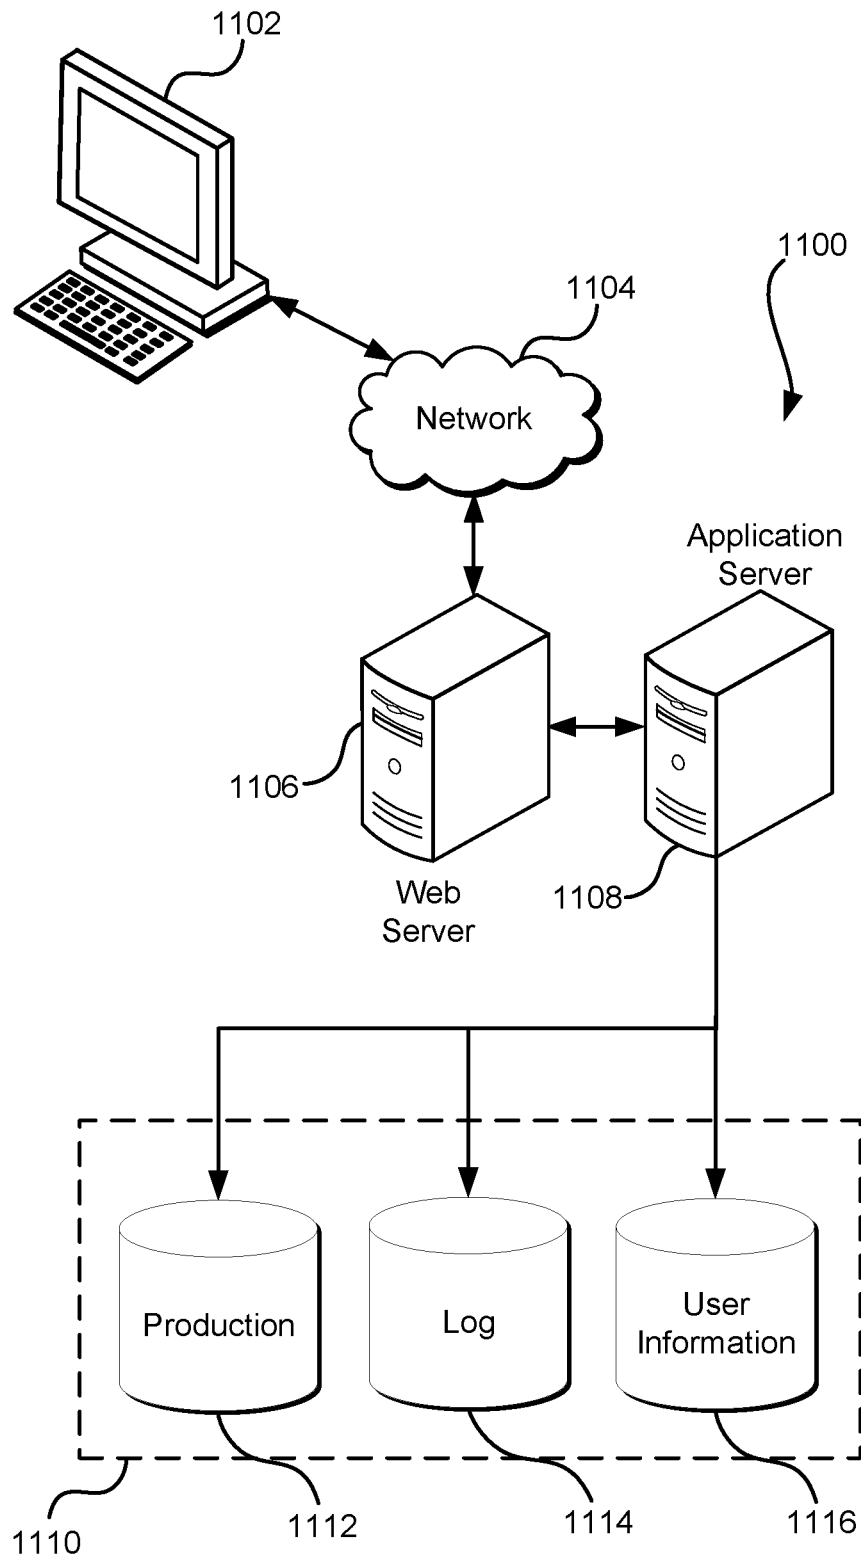 1102
1100
1104
Network
Application
Server
1106
Web
Server
1108
Production
Log
User
Information
1110
1112
1114
1116